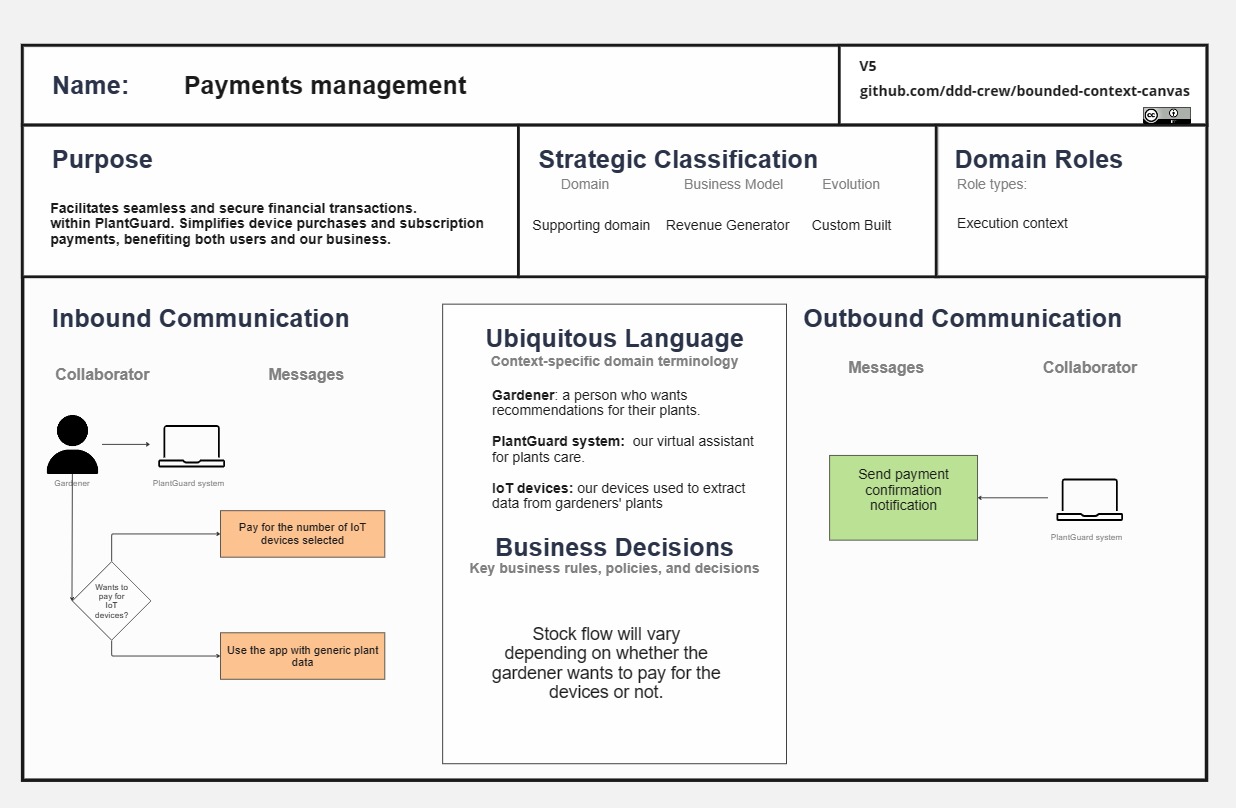 Name: Payments management
V5
github.com/ddd-crew/bounded-context-canvas
cc
Purpose
Facilitates seamless and secure financial transactions.
within PlantGuard. Simplifies device purchases and subscription
payments, benefiting both users and our business.
Strategic Classification
Domain Business Model Evolution
Supporting domain Revenue Generator Custom Built
Domain Roles
Role types:
Execution context
Inbound Communication
Collaborator Messages
Gardener PlantGuard system
Wants to
pay for
IoT
devices?
Pay for the number of IoT
devices selected
Use the app with generic plant
data
Ubiquitous Language
Context-specific domain terminology
Gardener: a person who wants
recommendations for their plants.
PlantGuard system: our virtual assistant
for plants care.
IoT devices: our devices used to extract
data from gardeners' plants
Business Decisions
Key business rules, policies, and decisions
Stock flow will vary
depending on whether the
gardener wants to pay for the
devices or not.
Outbound Communication
Messages Collaborator
Send payment
confirmation
notification
PlantGuard system